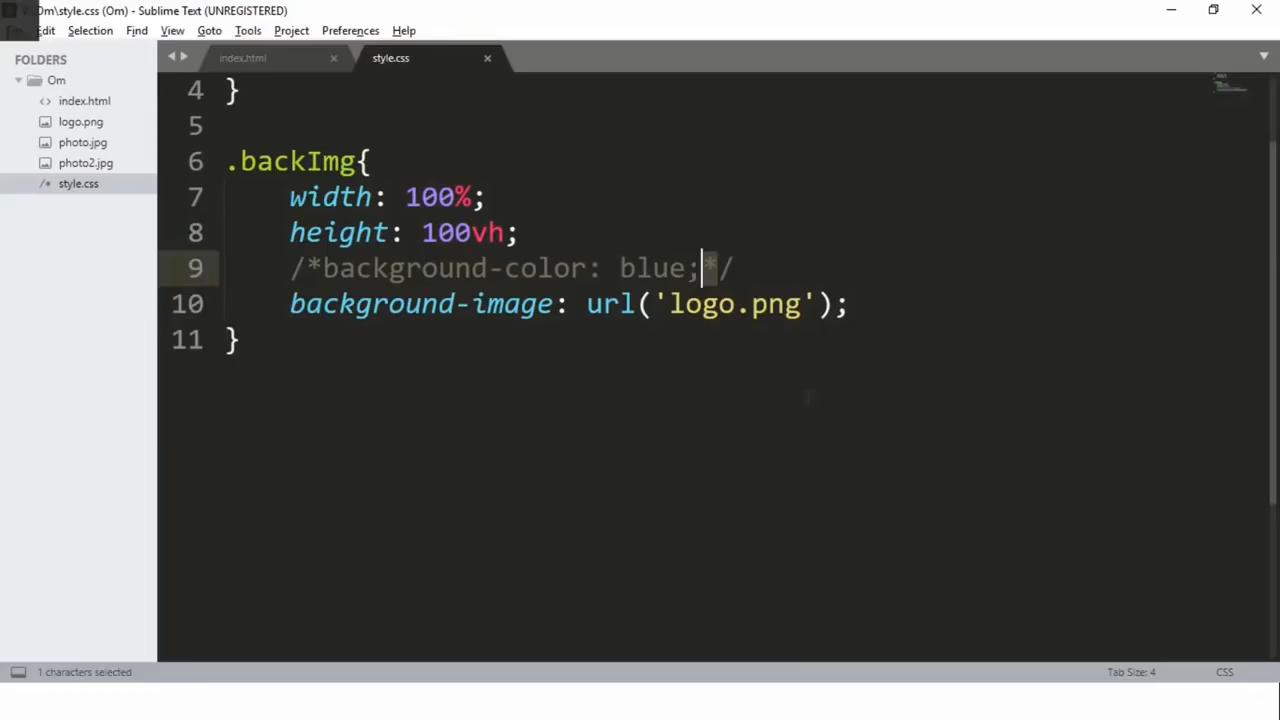 Om\style.css (Om) - Sublime Text (UNREGISTERED)
Edit Selection Find View Goto Tools Project Preferences Help
FOLDERS
Om
<> index.html
logo.png
photo.jpg
photo2.jpg
/* style.css
index.html ×
style.css ×
4 }
5
6 .backImg{
7 width: 100%;
8 height: 100vh;
9 /*background-color: blue;*/
10 background-image: url('logo.png');
11 }
1 characters selected
Tab Size: 4
CSS